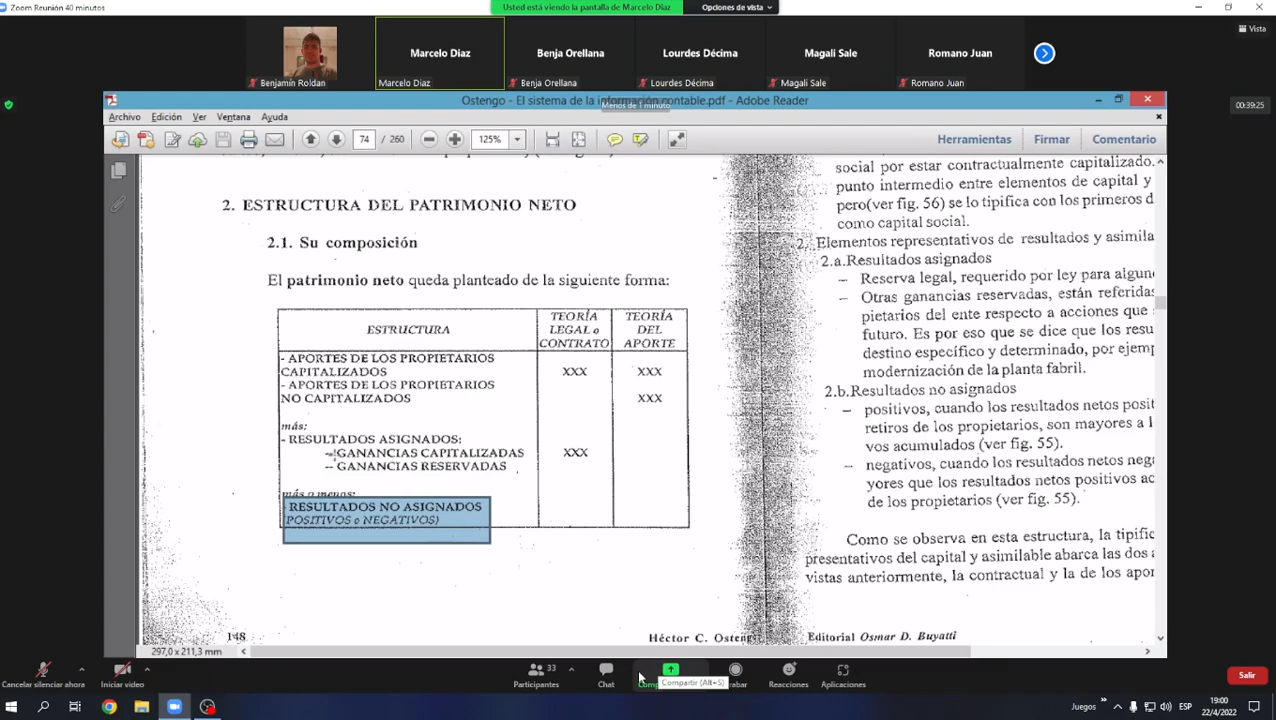 Zoom Reunión 40 minutos
Usted está viendo la pantalla de Marcelo Diaz
Opciones de vista
Vista
Marcelo Diaz
Benja Orellana
Lourdes Décima
Magali Sale
Romano Juan
Benjamín Roldan
Marcelo Diaz
Benja Orellana
Lourdes Décima
Magali Sale
Romano Juan
Ostengo - El sistema de la información contable.pdf - Adobe Reader
Menos de 1 minuto
00:39:25
Archivo Edición Ver Ventana Ayuda
74 / 260
125%
Herramientas Firmar Comentario
2. ESTRUCTURA DEL PATRIMONIO NETO
2.1. Su composición
El patrimonio neto queda planteado de la siguiente forma:
ESTRUCTURA
TEORÍA
LEGAL o
CONTRATO
TEORÍA
DEL
APORTE
- APORTES DE LOS PROPIETARIOS
CAPITALIZADOS XXX XXX
- APORTES DE LOS PROPIETARIOS
NO CAPITALIZADOS XXX
más:
- RESULTADOS ASIGNADOS:
-- GANANCIAS CAPITALIZADAS XXX
-- GANANCIAS RESERVADAS
más o menos:
RESULTADOS NO ASIGNADOS
POSITIVOS o NEGATIVOS)
148
Héctor C. Osteng
social por estar contractualmente capitalizado.
punto intermedio entre elementos de capital y
pero(ver fig. 56) se lo tipifica con los primeros d
como capital social.
2. Elementos representativos de resultados y asimila
2.a.Resultados asignados
– Reserva legal, requerido por ley para algun
– Otras ganancias reservadas, están referidas
pietarios del ente respecto a acciones que
futuro. Es por eso que se dice que los resu
destino específico y determinado, por ejemp
modernización de la planta fabril.
2.b.Resultados no asignados
– positivos, cuando los resultados netos posit
retiros de los propietarios, son mayores a l
vos acumulados (ver fig. 55).
– negativos, cuando los resultados netos neg
yores que los resultados netos positivos ac
de los propietarios (ver fig. 55).
Como se observa en esta estructura, la tipific
presentativos del capital y asimilable abarca las dos
vistas anteriormente, la contractual y la de los apor
Editorial Osmar D. Buyatti
297,0 x 211,3 mm
33
Cancelar silenciar ahora
Iniciar video
Participantes
Chat
Compartir (Alt+S)
Reacciones
Aplicaciones
Salir
Juegos
ESP
19:00
22/4/2022